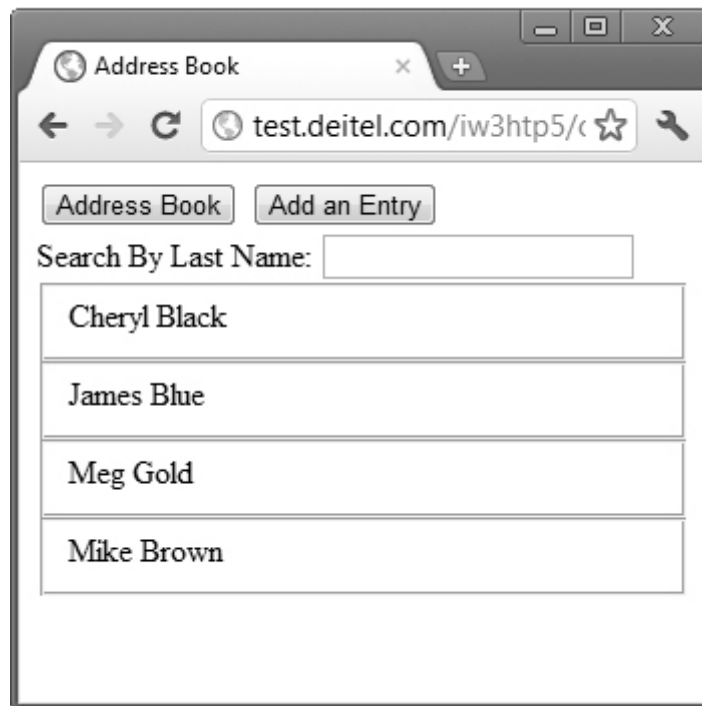 Address Book
test.deitel.com/iw3htp5/
Address Book Add an Entry
Search By Last Name:
Cheryl Black
James Blue
Meg Gold
Mike Brown